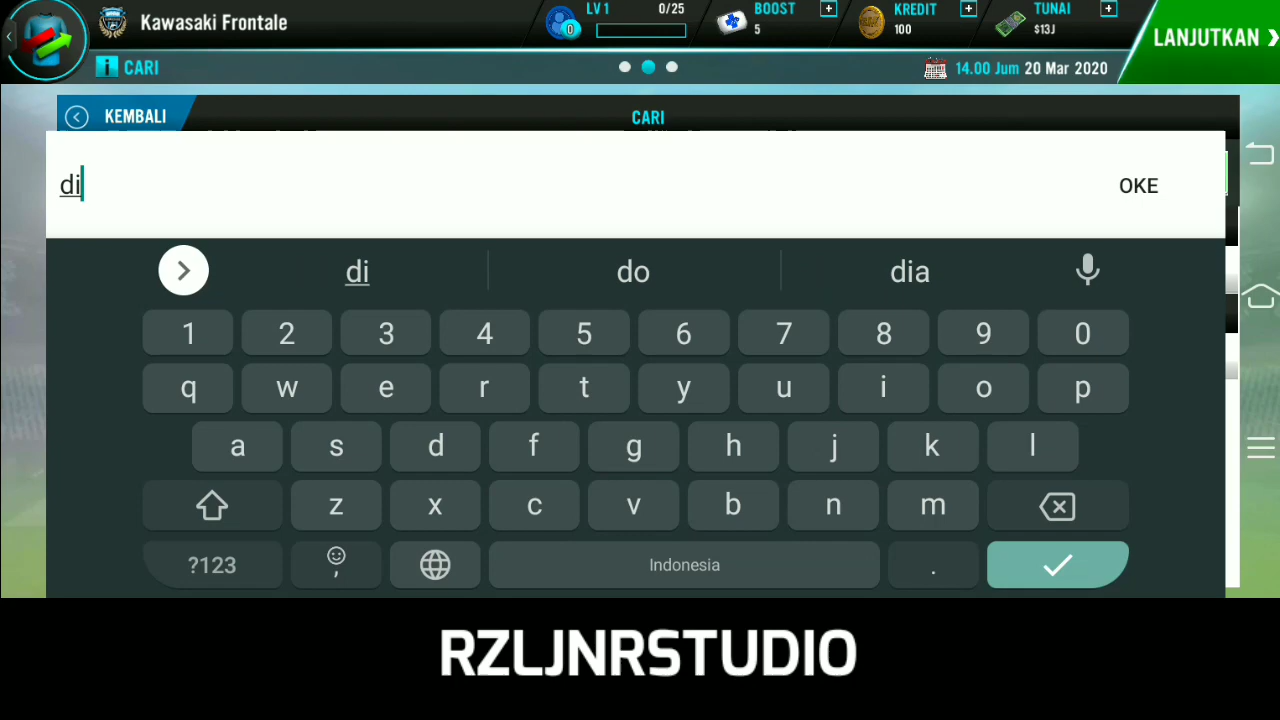 Kawasaki Frontale
LV 1 0/25
0
BOOST
5
KREDIT
100
TUNAI
$13J
LANJUTKAN
CARI
14.00 Jum 20 Mar 2020
KEMBALI
CARI
di
OKE
di do dia
1 2 3 4 5 6 7 8 9 0
q w e r t y u i o p
a s d f g h j k l
z x c v b n m
?123 , Indonesia .
RZLJNRSTUDIO